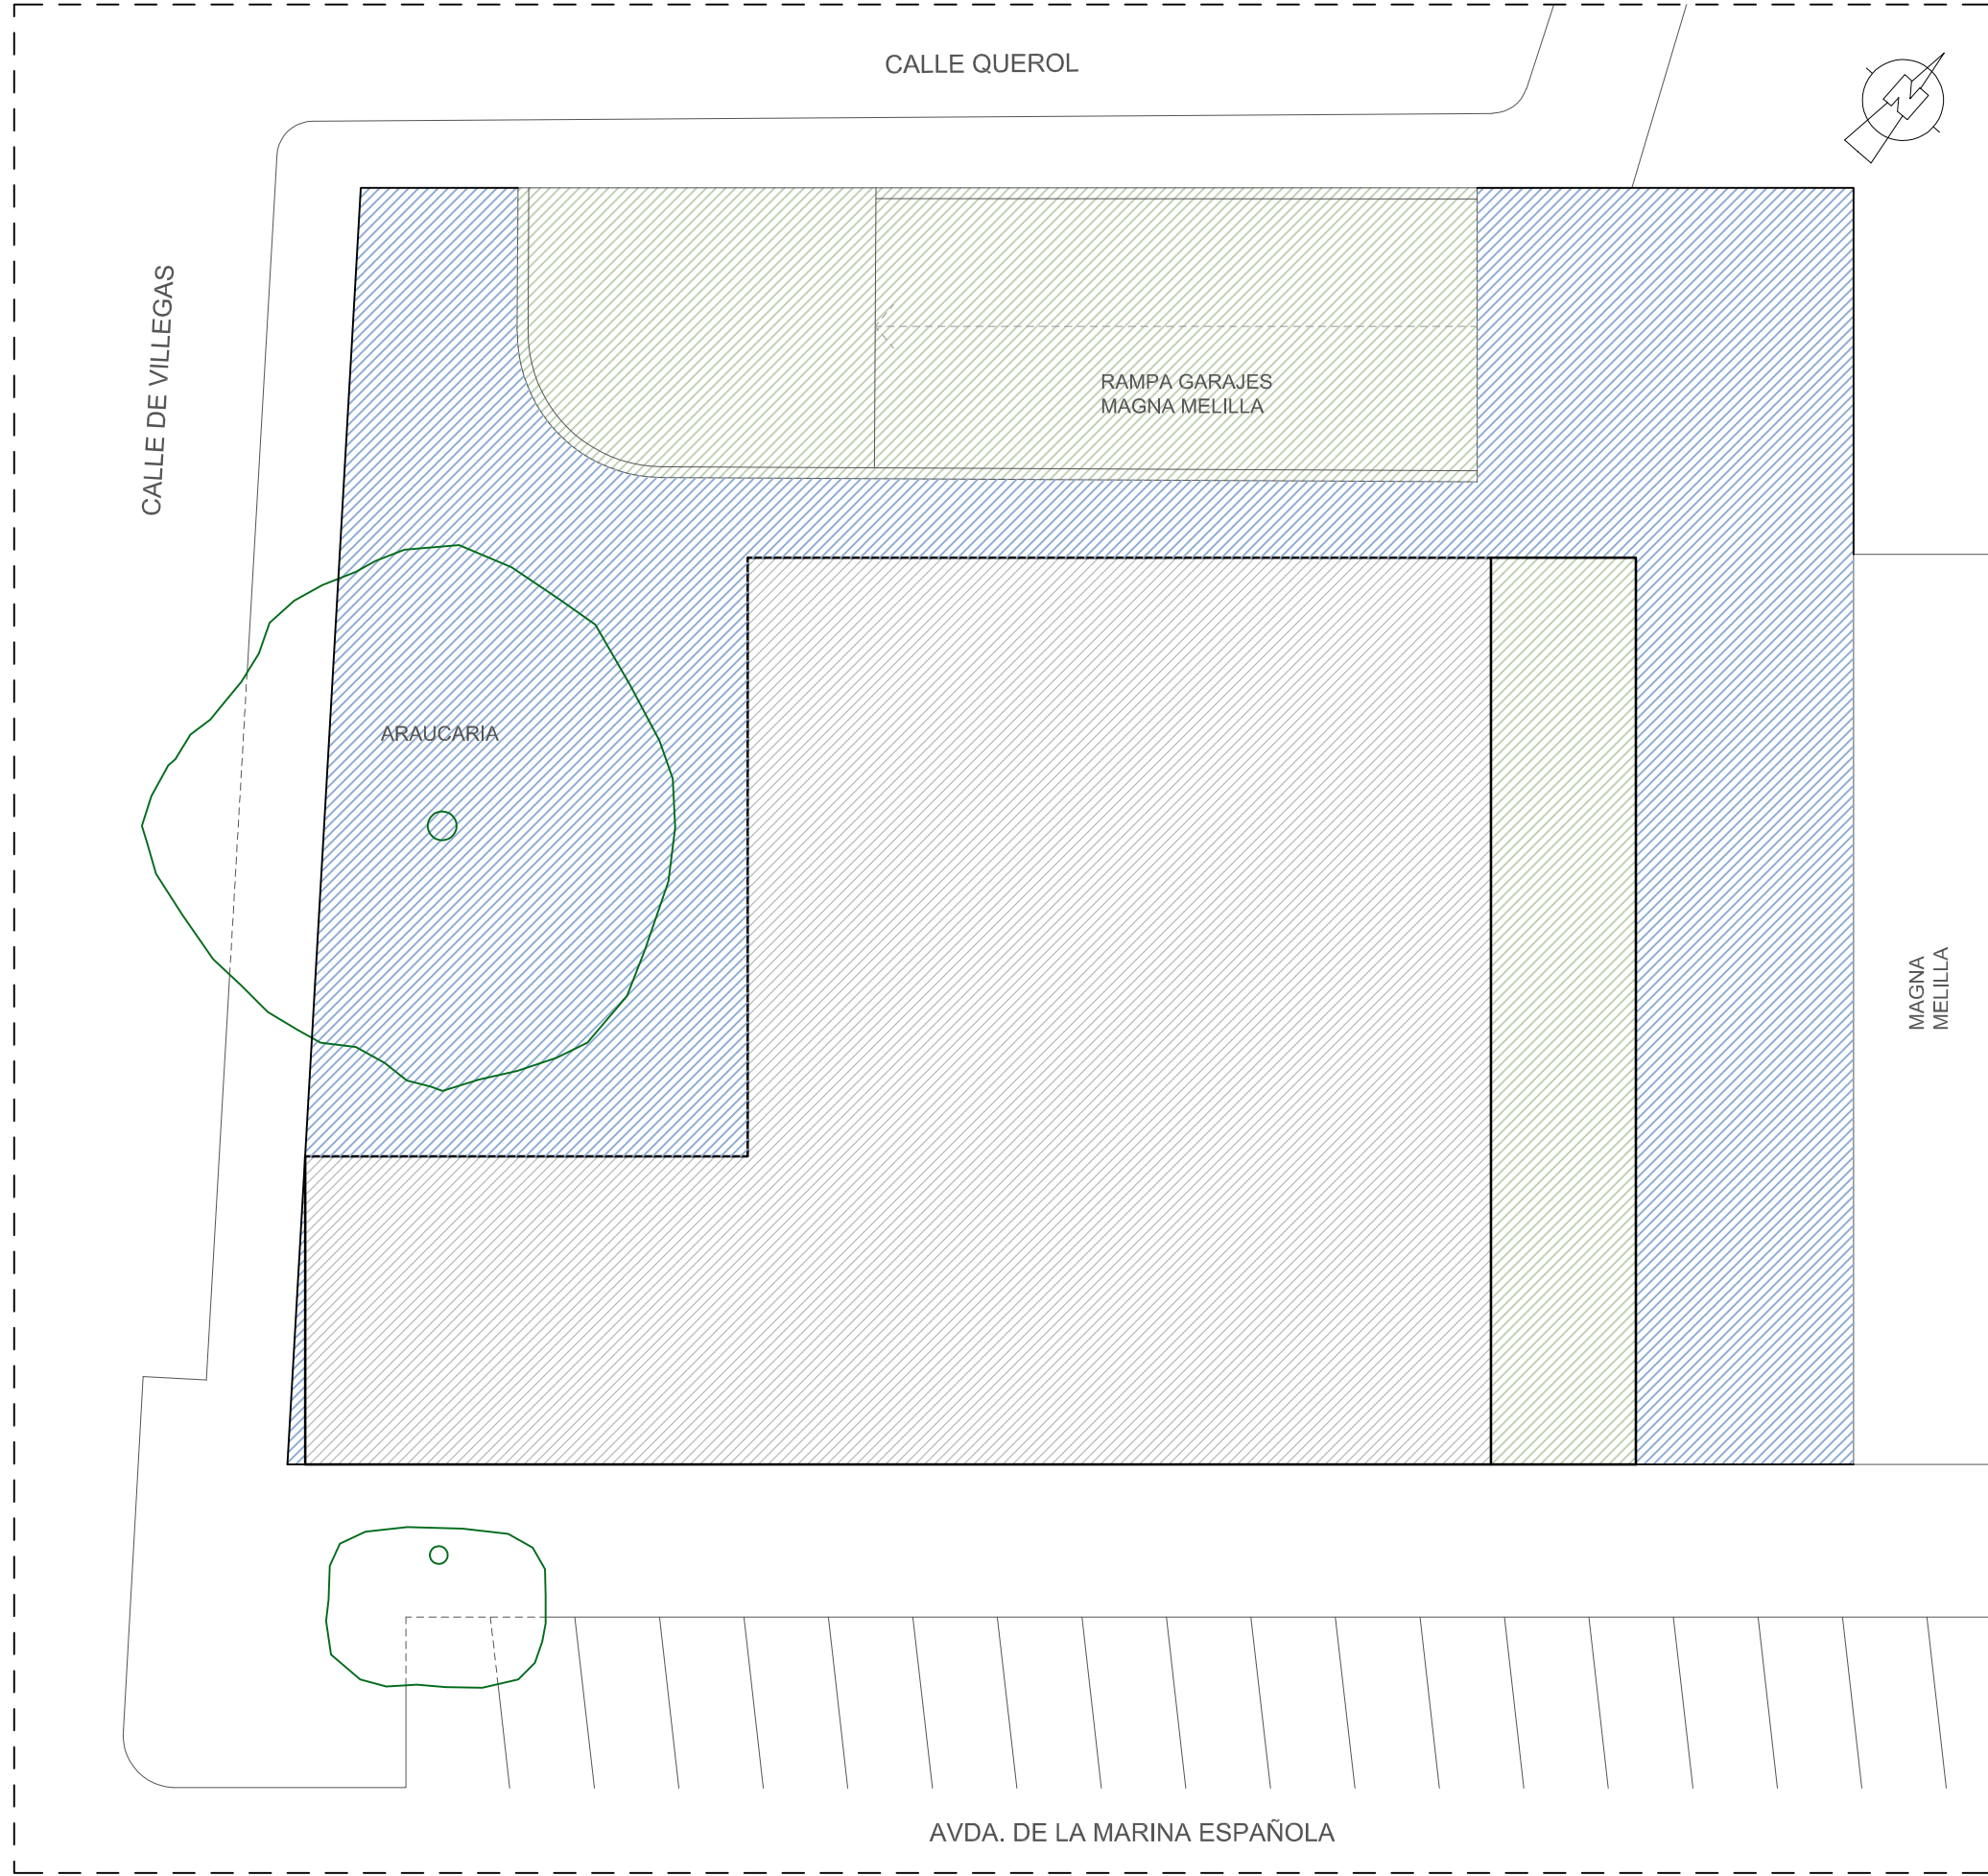 CALLE QUEROL
N
CALLE DE VILLEGAS
RAMPA GARAJES
MAGNA MELILLA
ARAUCARIA
MAGNA
MELILLA
AVDA. DE LA MARINA ESPAÑOLA